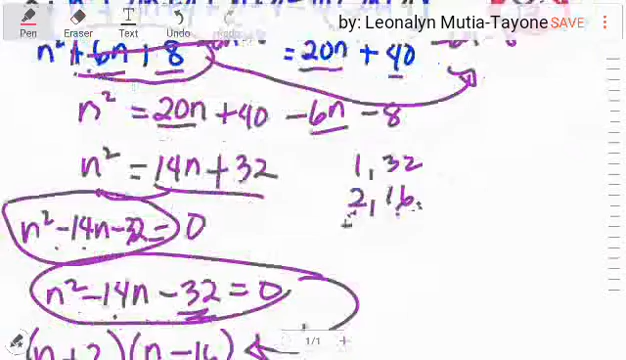 Pen Eraser Undo Redo
by: Leonalyn Mutia-Tayone SAVE
n² + 6n + 8 = 20n + 40
n² = 20n + 40 - 6n - 8
n² = 14n + 32 1, 32
n² - 14n - 32 = 0 2, 16
n² - 14n - 32 = 0
1/1
(n + 2)(n - 16)